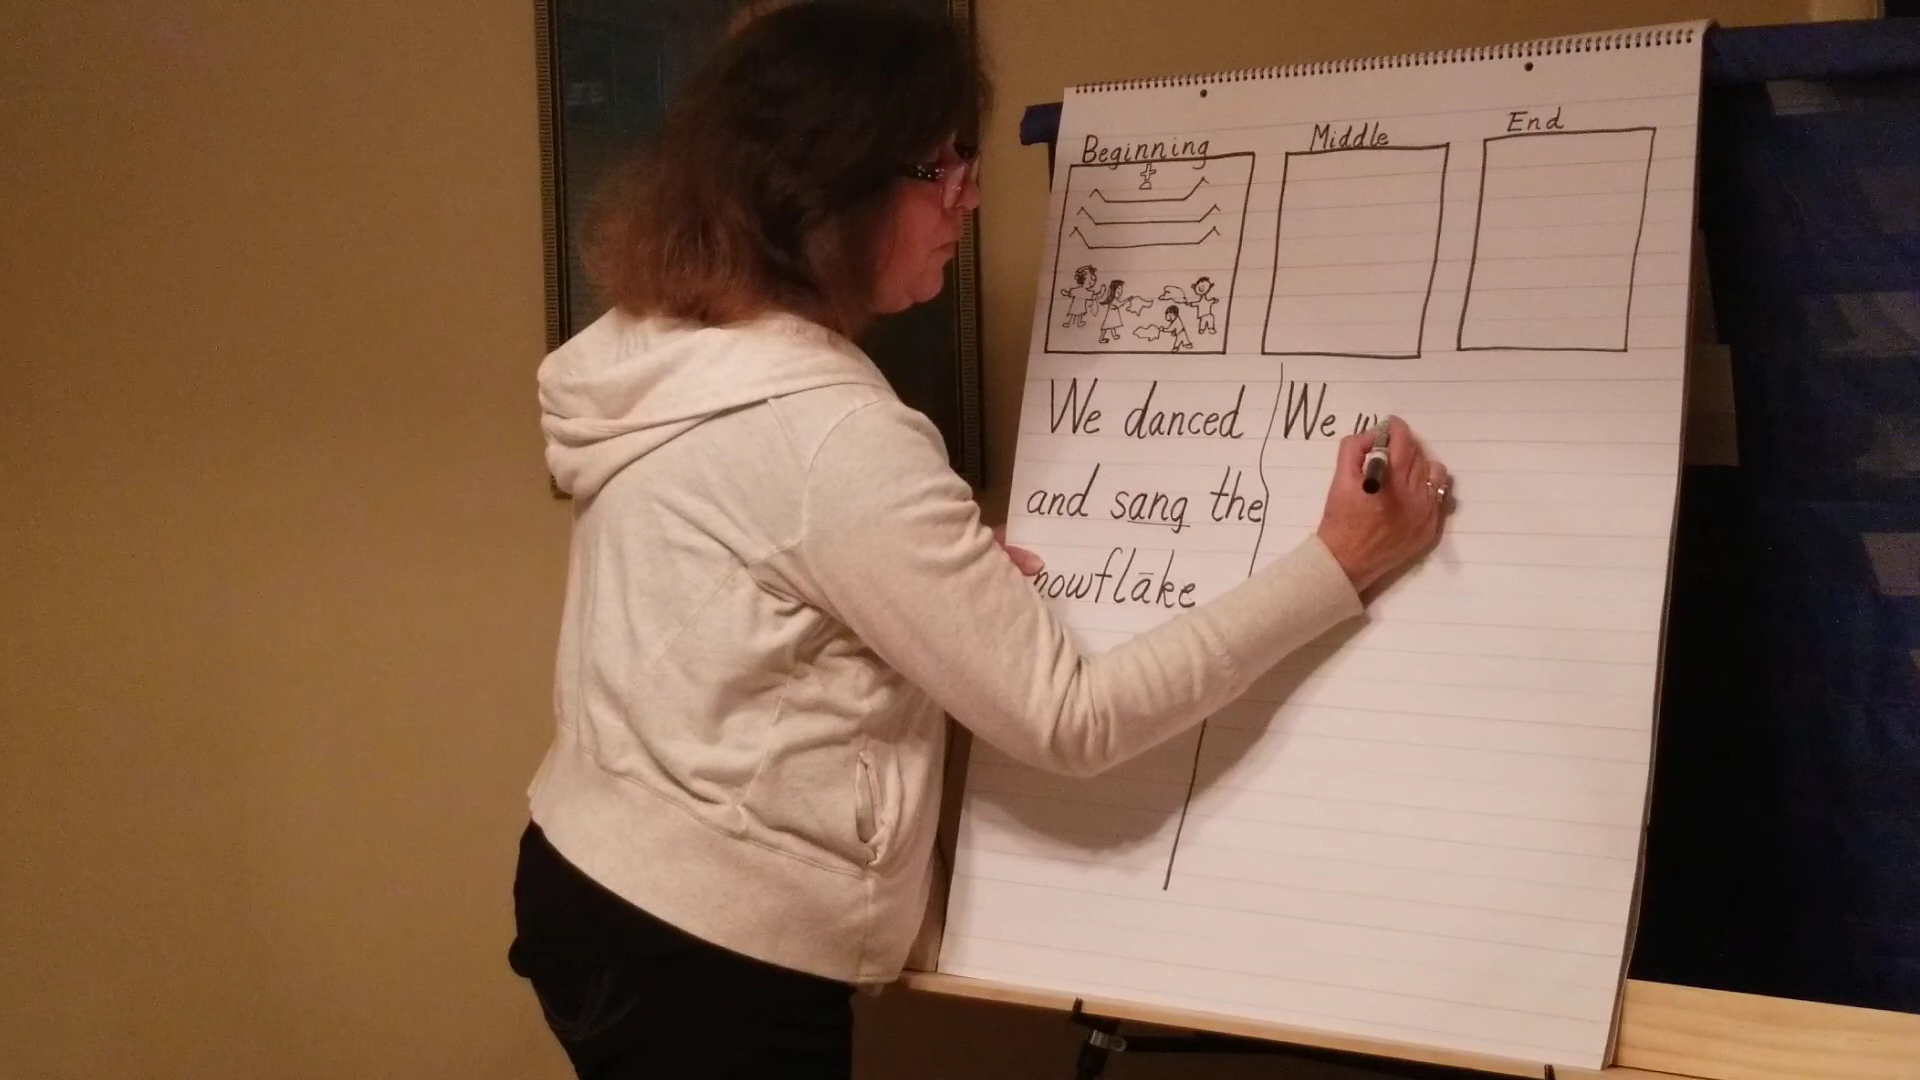 Beginning
Middle
End
We danced
and sang the
nowflāke
We w